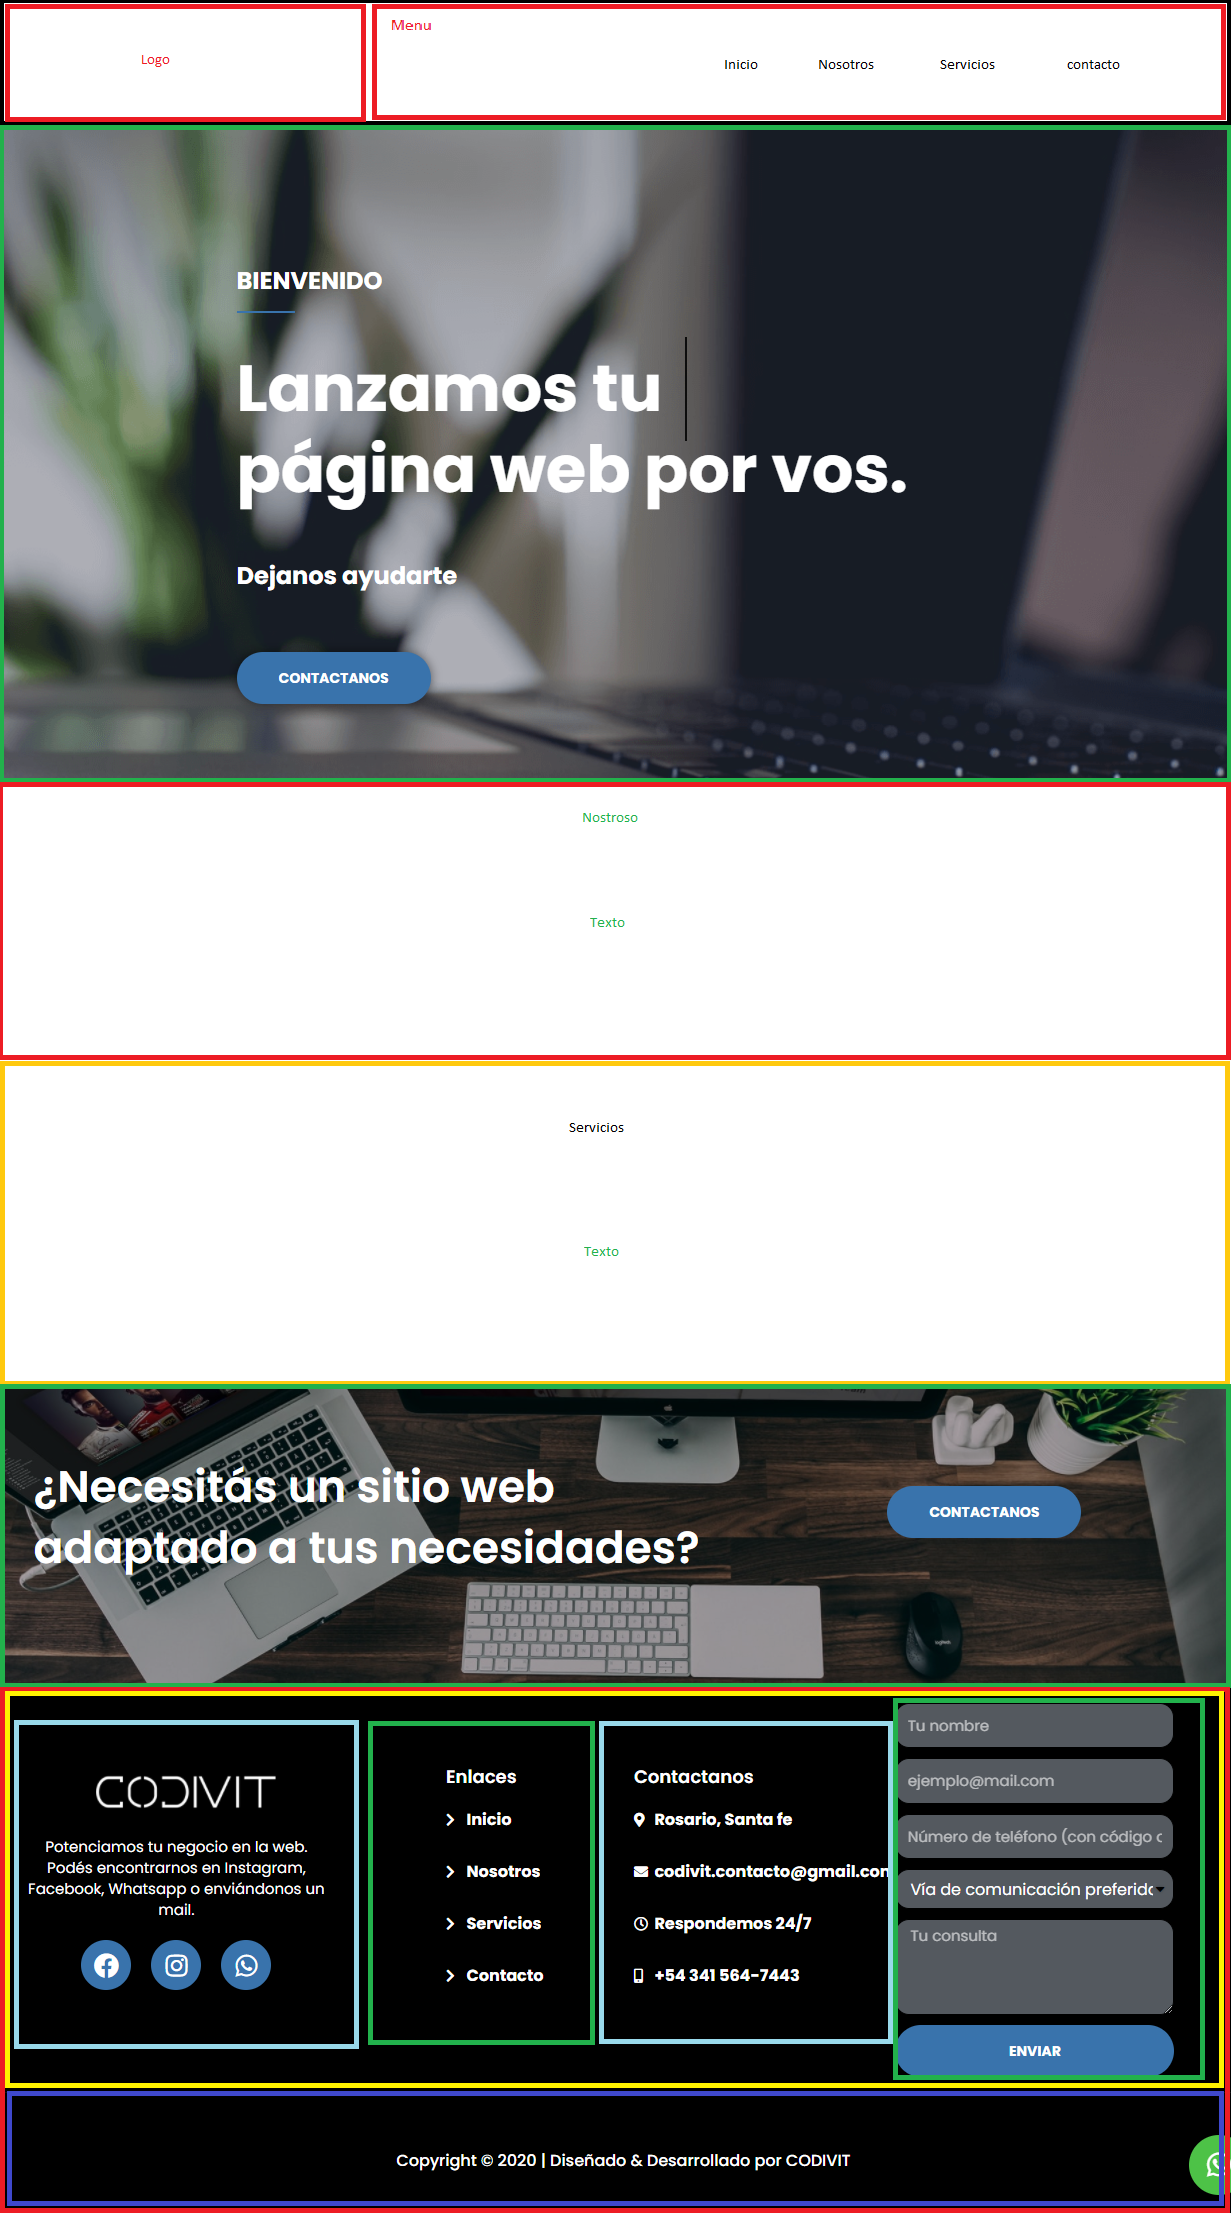 Logo
Menu
Inicio Nosotros Servicios contacto
BIENVENIDO
Lanzamos tu
página web por vos.
Dejanos ayudarte
CONTACTANOS
Nostroso
Texto
Servicios
Texto
¿Necesitás un sitio web
adaptado a tus necesidades?
CONTACTANOS
CODIVIT
Potenciamos tu negocio en la web.
Podés encontrarnos en Instagram,
Facebook, Whatsapp o enviándonos un
mail.
Enlaces
Inicio
Nosotros
Servicios
Contacto
Contactanos
Rosario, Santa fe
codivit.contacto@gmail.com
Respondemos 24/7
+54 341 564-7443
Tu nombre
ejemplo@mail.com
Número de teléfono (con código c
Vía de comunicación preferida
Tu consulta
ENVIAR
Copyright © 2020 | Diseñado & Desarrollado por CODIVIT